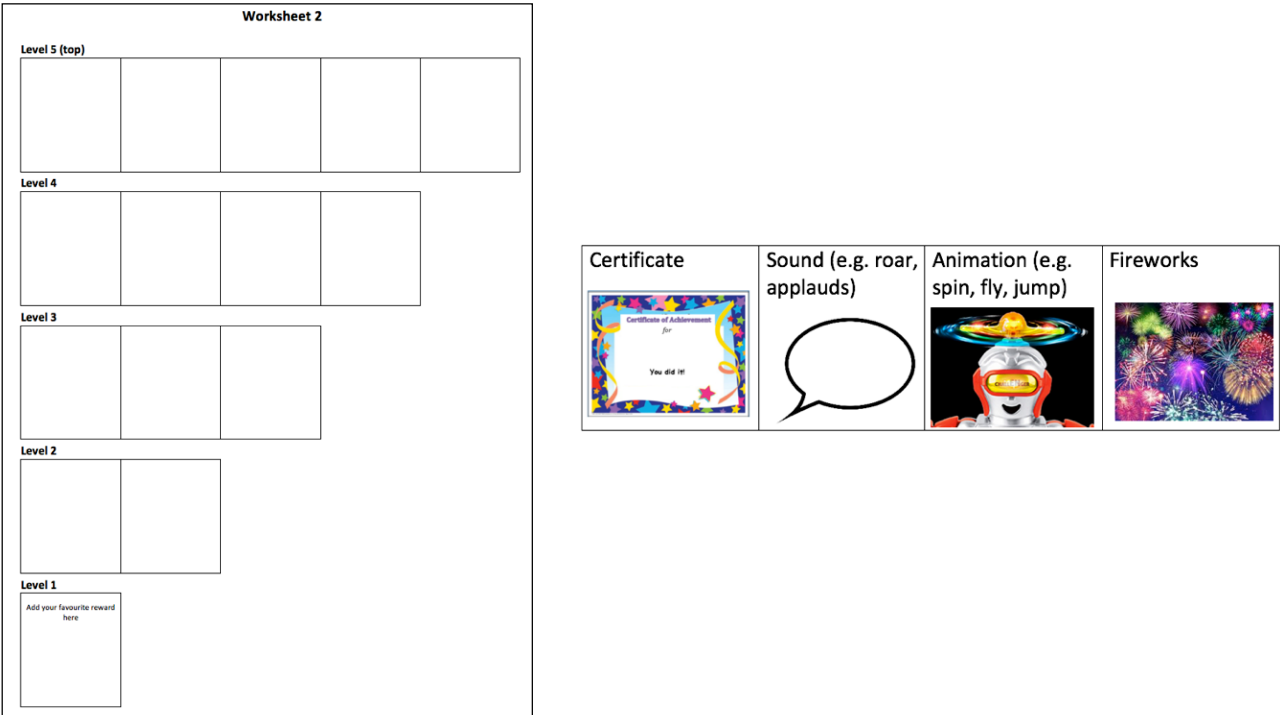 Worksheet 2
Level 5 (top)
Level 4
Level 3
Level 2
Level 1
Add your favourite reward
here
Certificate
Certificate of Achievement
for
You did it!
Sound (e.g. roar,
applauds)
Animation (e.g.
spin, fly, jump)
Fireworks